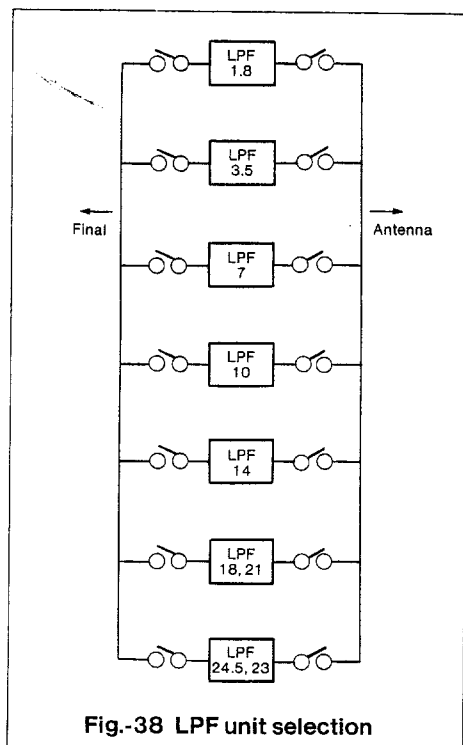 LPF
1.8
LPF
3.5
Final
Antenna
LPF
7
LPF
10
LPF
14
LPF
18, 21
LPF
24.5, 23
Fig.-38 LPF unit selection